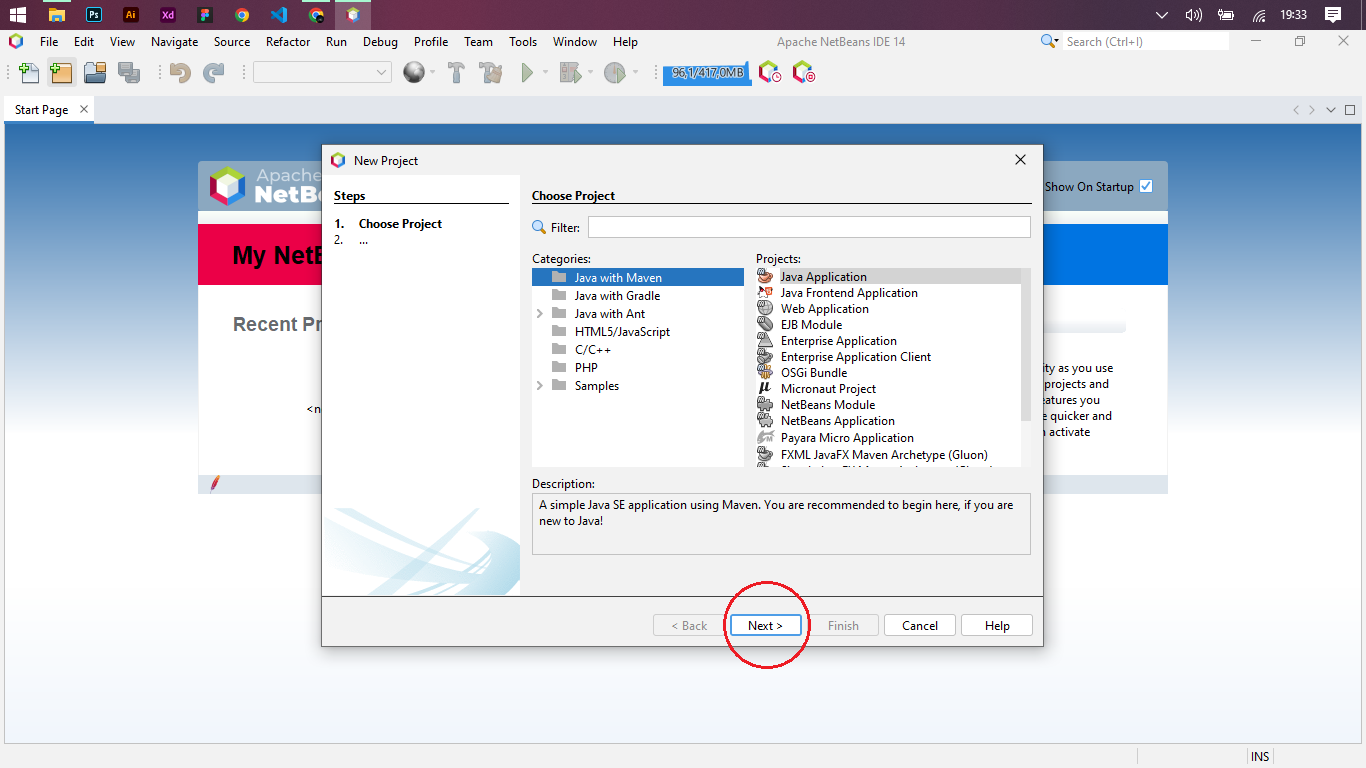 Ps Ai Xd 19:33
File Edit View Navigate Source Refactor Run Debug Profile Team Tools Window Help Apache NetBeans IDE 14 Search (Ctrl+I)
96,1/417,0MB
Start Page
Apache
NetBe
Show On Startup
My NetB
Recent Pr
<n
ity as you use
projects and
eatures you
e quicker and
activate
New Project
Steps
1. Choose Project
2. ...
Choose Project
Filter:
Categories:
Java with Maven
Java with Gradle
Java with Ant
HTML5/JavaScript
C/C++
PHP
Samples
Projects:
Java Application
Java Frontend Application
Web Application
EJB Module
Enterprise Application
Enterprise Application Client
OSGi Bundle
Micronaut Project
NetBeans Module
NetBeans Application
Payara Micro Application
FXML JavaFX Maven Archetype (Gluon)
Description:
A simple Java SE application using Maven. You are recommended to begin here, if you are
new to Java!
< Back Next > Finish Cancel Help
INS